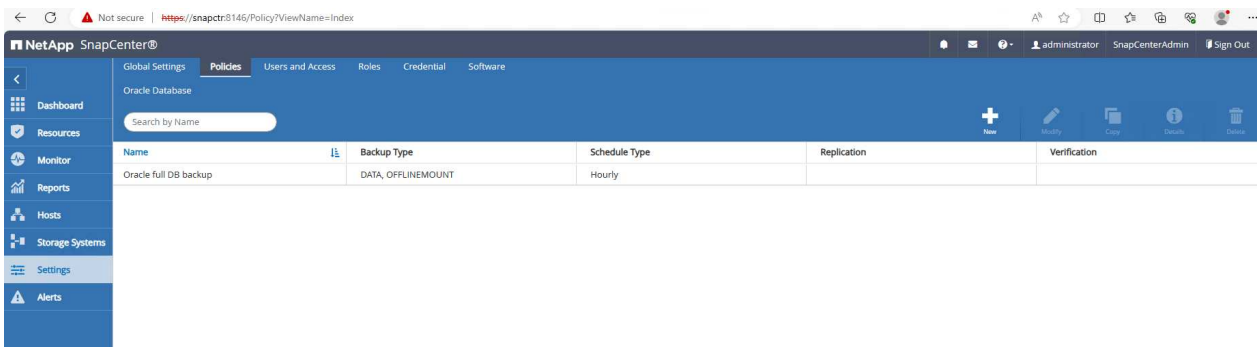 Not secure | https://snapctr:8146/Policy?ViewName=Index
NetApp SnapCenter®
administrator SnapCenterAdmin Sign Out
Global Settings Policies Users and Access Roles Credential Software
Oracle Database
Dashboard
Search by Name
Resources
New Modify Copy Details Delete
Name Backup Type Schedule Type Replication Verification
Monitor
Oracle full DB backup DATA, OFFLINEMOUNT Hourly
Reports
Hosts
Storage Systems
Settings
Alerts